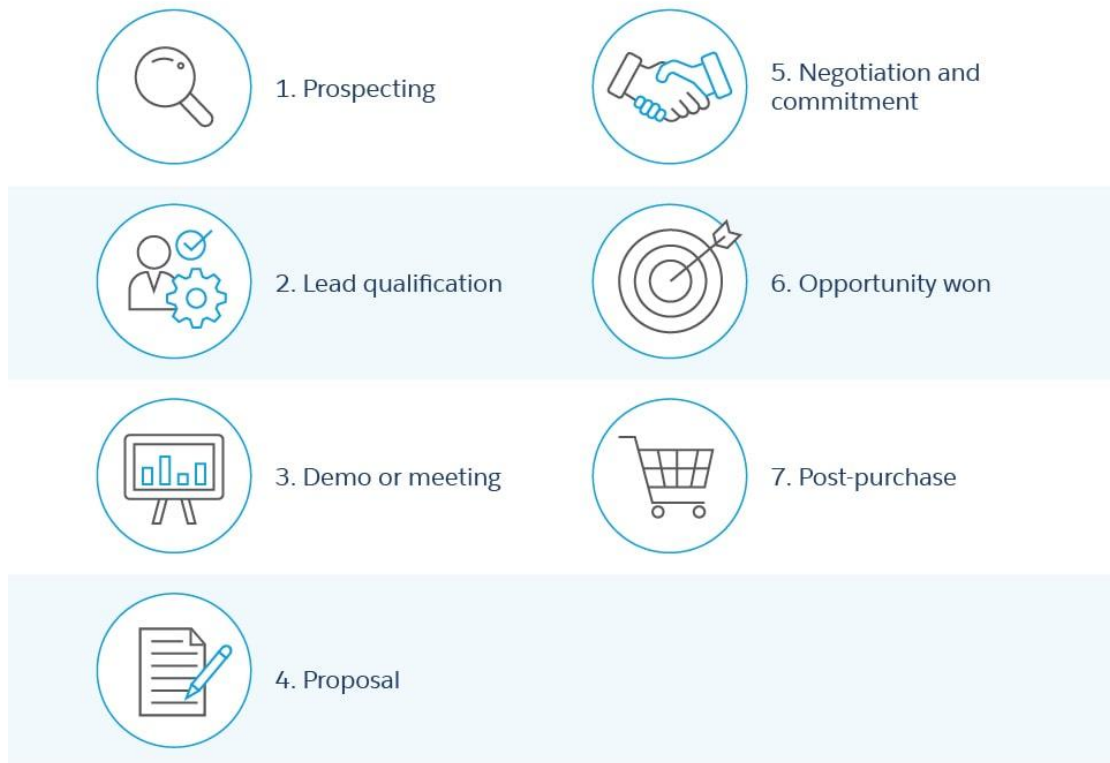 1. Prospecting
2. Lead qualification
3. Demo or meeting
4. Proposal
5. Negotiation and
commitment
6. Opportunity won
7. Post-purchase